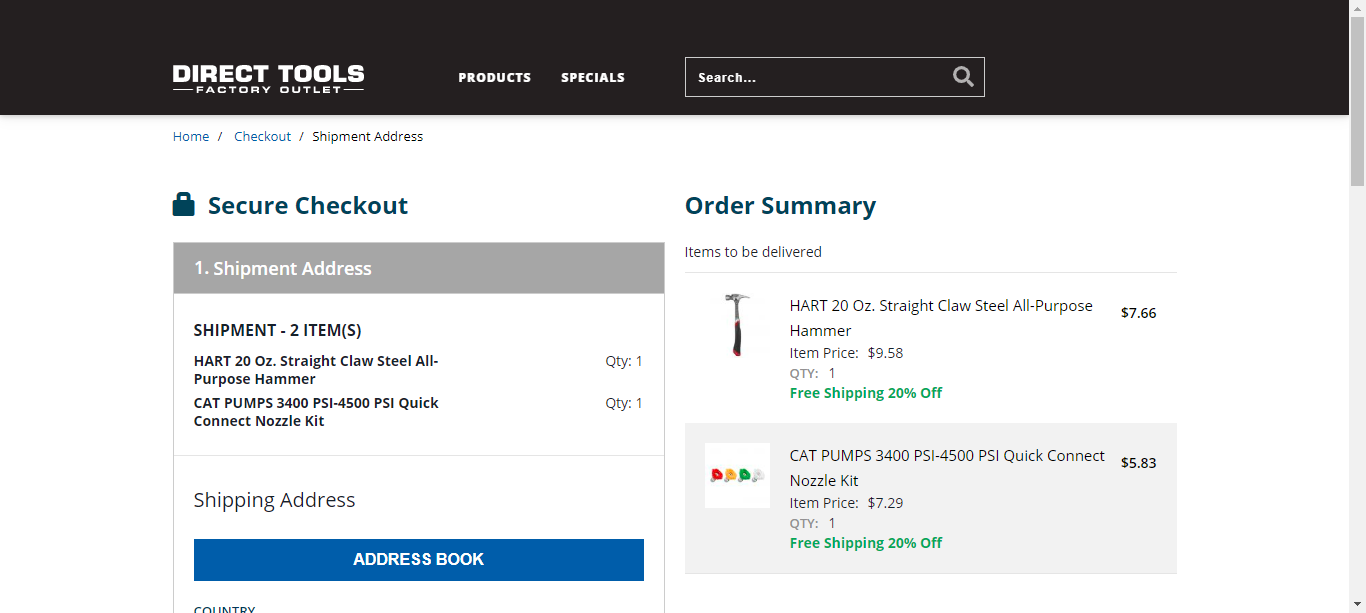 DIRECT TOOLS
FACTORY OUTLET
PRODUCTS
SPECIALS
Search...
Home / Checkout / Shipment Address
Secure Checkout
1. Shipment Address
SHIPMENT - 2 ITEM(S)
HART 20 Oz. Straight Claw Steel All-
Purpose Hammer
Qty: 1
CAT PUMPS 3400 PSI-4500 PSI Quick
Connect Nozzle Kit
Qty: 1
Shipping Address
ADDRESS BOOK
COUNTRY
Order Summary
Items to be delivered
HART 20 Oz. Straight Claw Steel All-Purpose
Hammer
$7.66
Item Price: $9.58
QTY: 1
Free Shipping 20% Off
CAT PUMPS 3400 PSI-4500 PSI Quick Connect
Nozzle Kit
$5.83
Item Price: $7.29
QTY: 1
Free Shipping 20% Off